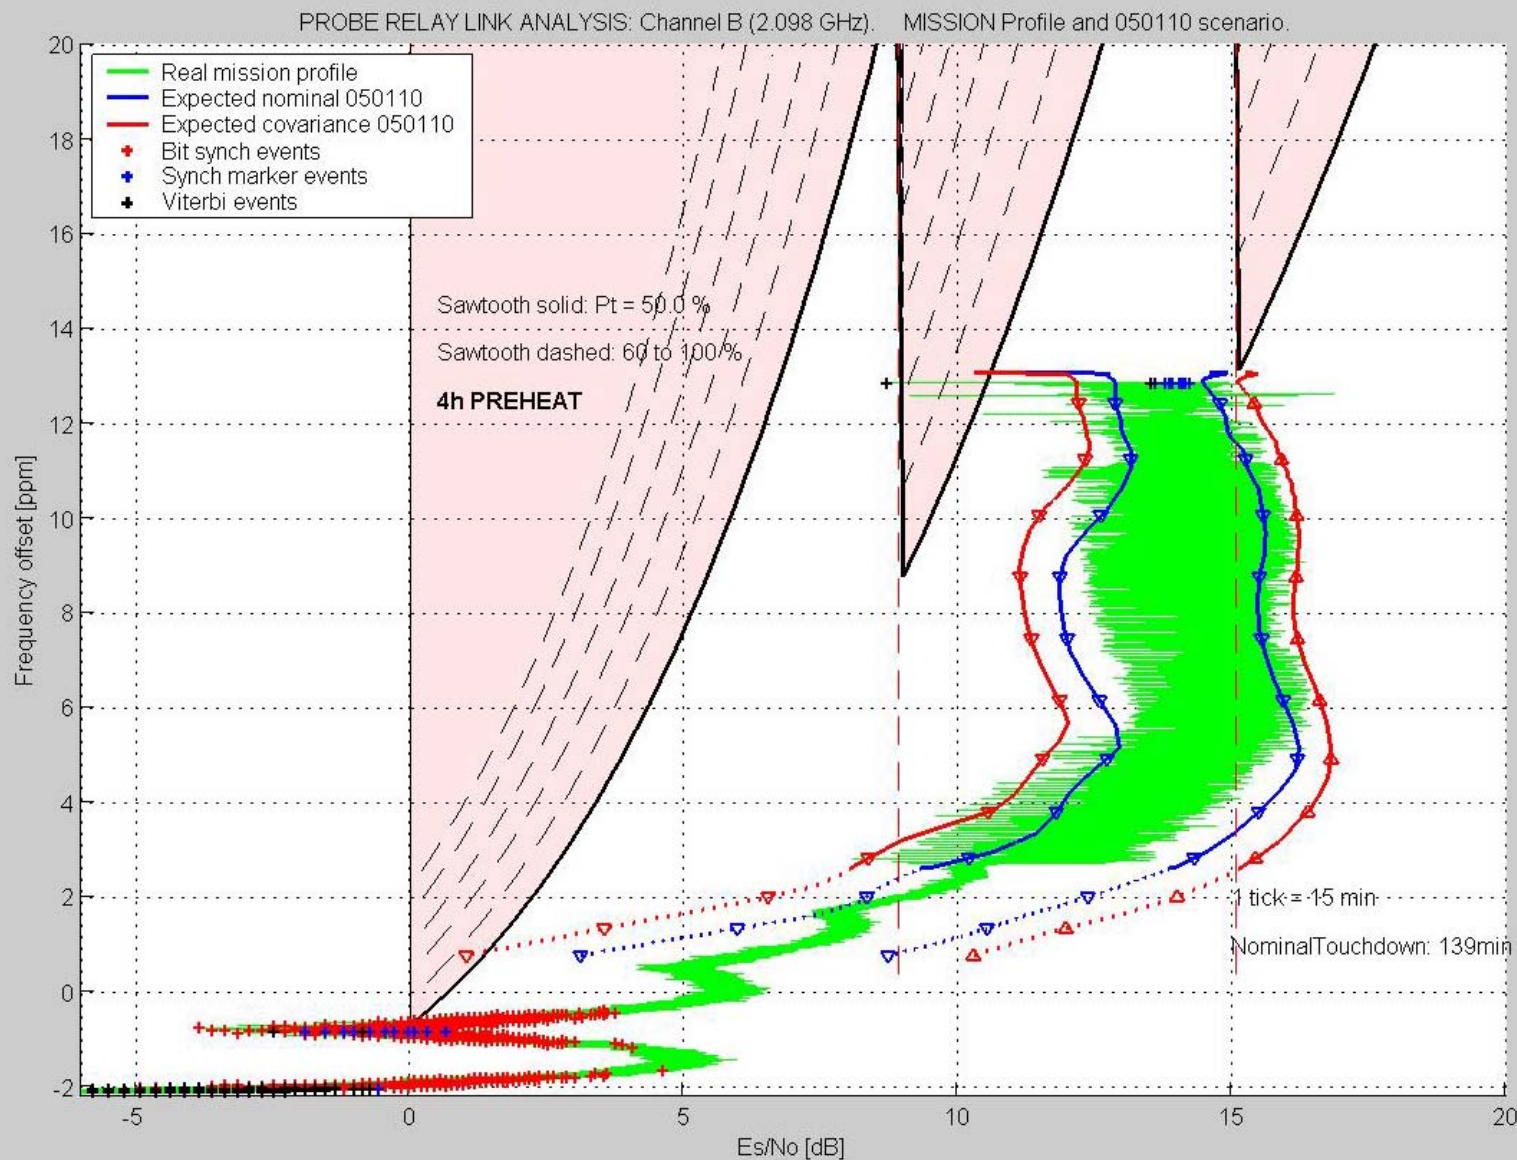 PROBE RELAY LINK ANALYSIS: Channel B (2.098 GHz). MISSION Profile and 050110 scenario.
Real mission profile
Expected nominal 050110
Expected covariance 050110
Bit synch events
Synch marker events
Viterbi events
Sawtooth solid: Pt = 50.0 %
Sawtooth dashed: 60 to 100 %
4h PREHEAT
1 tick = 15 min
NominalTouchdown: 139min
Frequency offset [ppm]
20
18
16
14
12
10
8
6
4
2
0
-2
-5
0
5
10
15
20
Es/No [dB]